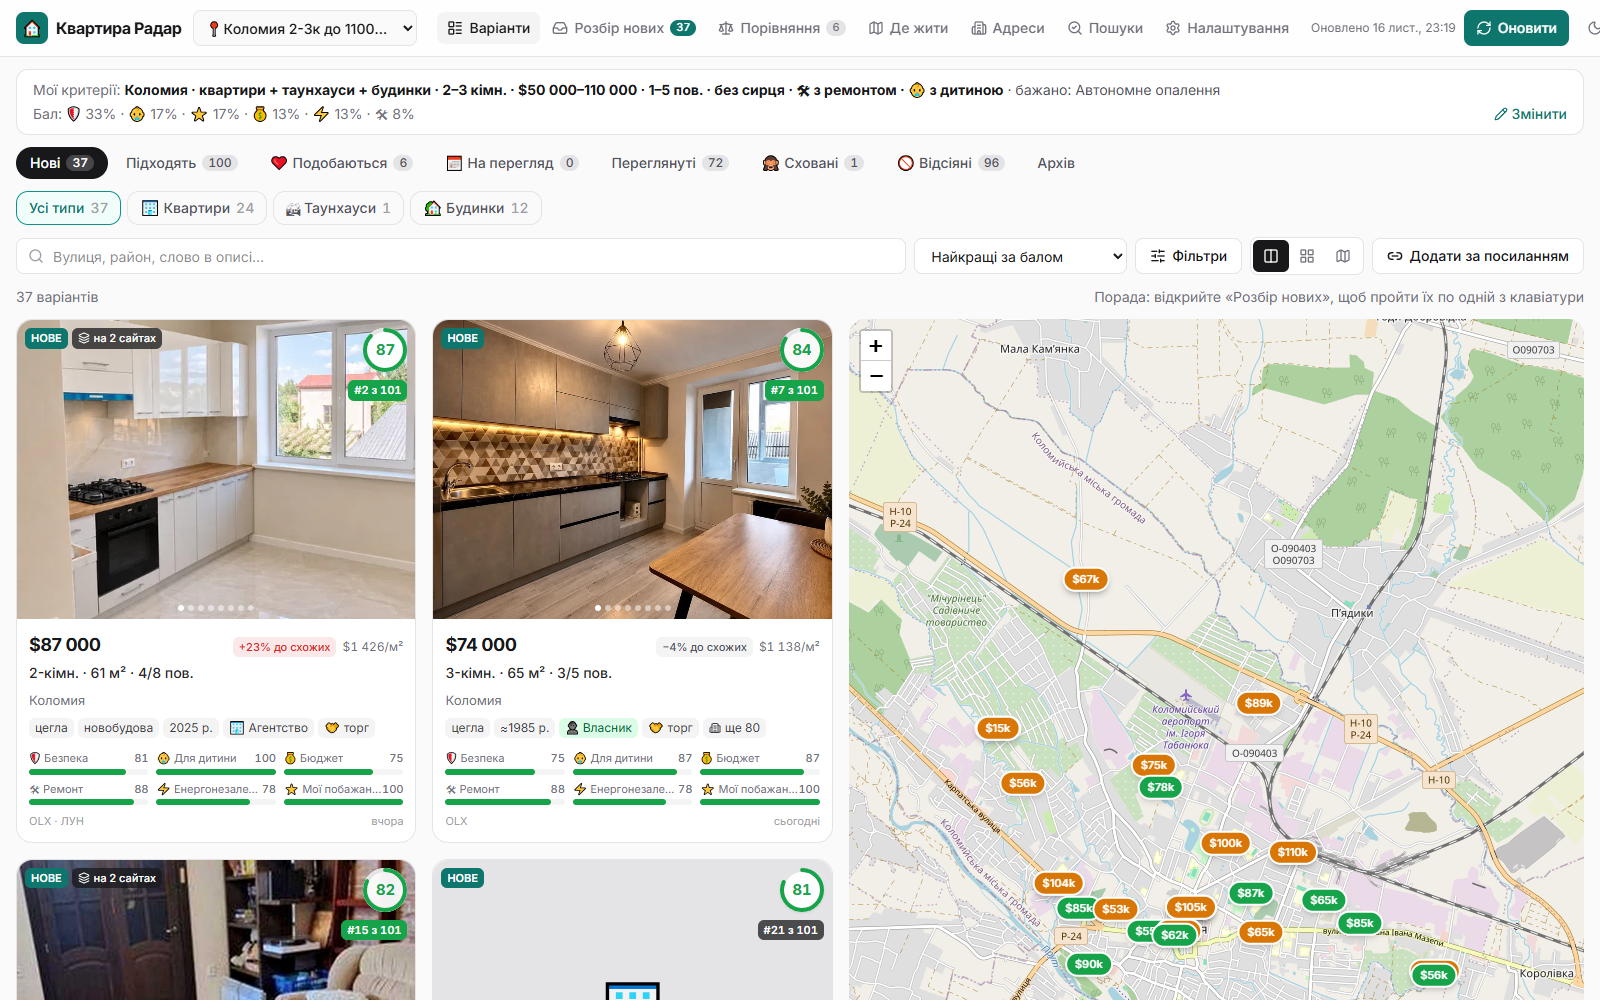 Квартира Радар
Коломия 2-3к до 1100...
Варіанти
Розбір нових 37
Порівняння 6
Де жити
Адреси
Пошуки
Налаштування
Оновлено 16 лист., 23:19
Оновити
Мої критерії: Коломия · квартири + таунхауси + будинки · 2–3 кімн. · $50 000–110 000 · 1–5 пов. · без сирця · з ремонтом · з дитиною · бажано: Автономне опалення
Бал: 33% · 17% · 17% · 13% · 13% · 8%
Змінити
Нові 37
Підходять 100
Подобаються 6
На перегляд 0
Переглянуті 72
Сховані 1
Відсіяні 96
Архів
Усі типи 37
Квартири 24
Таунхауси 1
Будинки 12
Вулиця, район, слово в описі...
Найкращі за балом
Фільтри
Додати за посиланням
37 варіантів
Порада: відкрийте «Розбір нових», щоб пройти їх по одній з клавіатури
НОВЕ
на 2 сайтах
87
#2 з 101
$87 000
+23% до схожих
$1 426/м²
2-кімн. · 61 м² · 4/8 пов.
Коломия
цегла
новобудова
2025 р.
Агентство
торг
Безпека 81
Для дитини 100
Бюджет 75
Ремонт 88
Енергонезале... 78
Мої побажан... 100
OLX · ЛУН
вчора
НОВЕ
84
#7 з 101
$74 000
−4% до схожих
$1 138/м²
3-кімн. · 65 м² · 3/5 пов.
Коломия
цегла
≈1985 р.
Власник
торг
ще 80
Безпека 75
Для дитини 87
Бюджет 87
Ремонт 88
Енергонезале... 78
Мої побажан... 100
OLX
сьогодні
НОВЕ
на 2 сайтах
82
#15 з 101
НОВЕ
81
#21 з 101
+
−
Мала Кам'янка
О090703
Коломийська міська громада
Н-10
Р-24
О-090403
О090703
$67k
"Мічурінець"
Садівниче
товариство
П'ядики
$89k
Коломийський
аеропорт
ім. Ігоря
Табанюка
Н-10
Р-24
$15k
О-090403
$75k
$56k
$78k
Н-10
Карпатська вулиця
Коломийська міська громада
$100k
$110k
$104k
$87k
$65k
$85k
$53k
$105k
$85k
Р-24
$62k
$65k
Івана Мазепи
$90k
$56k
Королівка